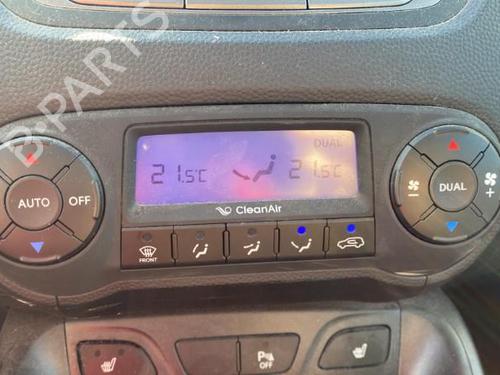 DUAL
21.5°C
21.5°C
CleanAir
AUTO
OFF
DUAL
- +
FRONT
P
OFF
B-PARTS